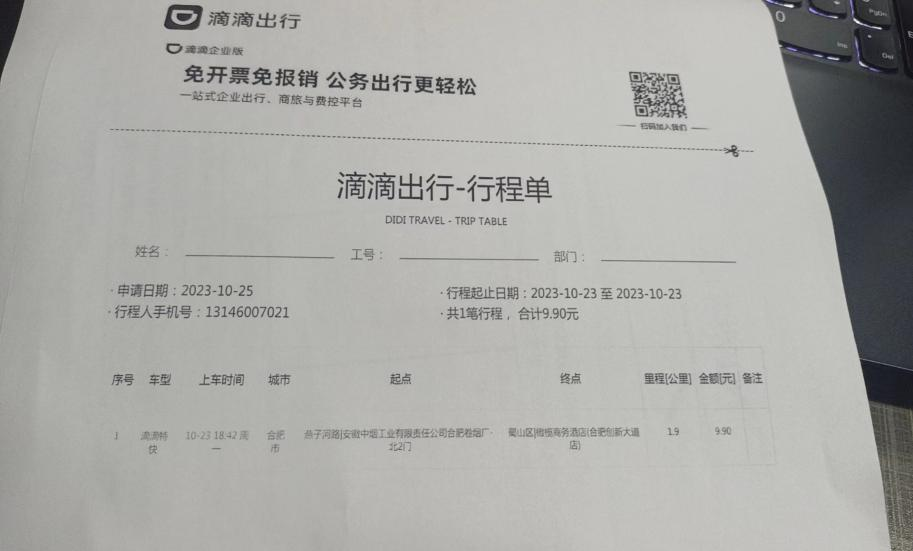 滴滴出行
滴滴企业版
免开票免报销 公务出行更轻松
一站式企业出行、商旅与费控平台
扫码加入我们
滴滴出行-行程单
DIDI TRAVEL - TRIP TABLE
姓名： 工号： 部门：
· 申请日期：2023-10-25 · 行程起止日期：2023-10-23 至 2023-10-23
· 行程人手机号：13146007021 · 共1笔行程， 合计9.90元
序号 车型 上车时间 城市 起点 终点 里程[公里] 金额[元] 备注
1 滴滴特 10-23 18:42 周 合肥 燕子河路|安徽中烟工业有限责任公司合肥卷烟厂- 蜀山区|橄榄商务酒店(合肥创新大道 1.9 9.90
快 一 市 北2门 店)
0
PgDn
Ins
Del